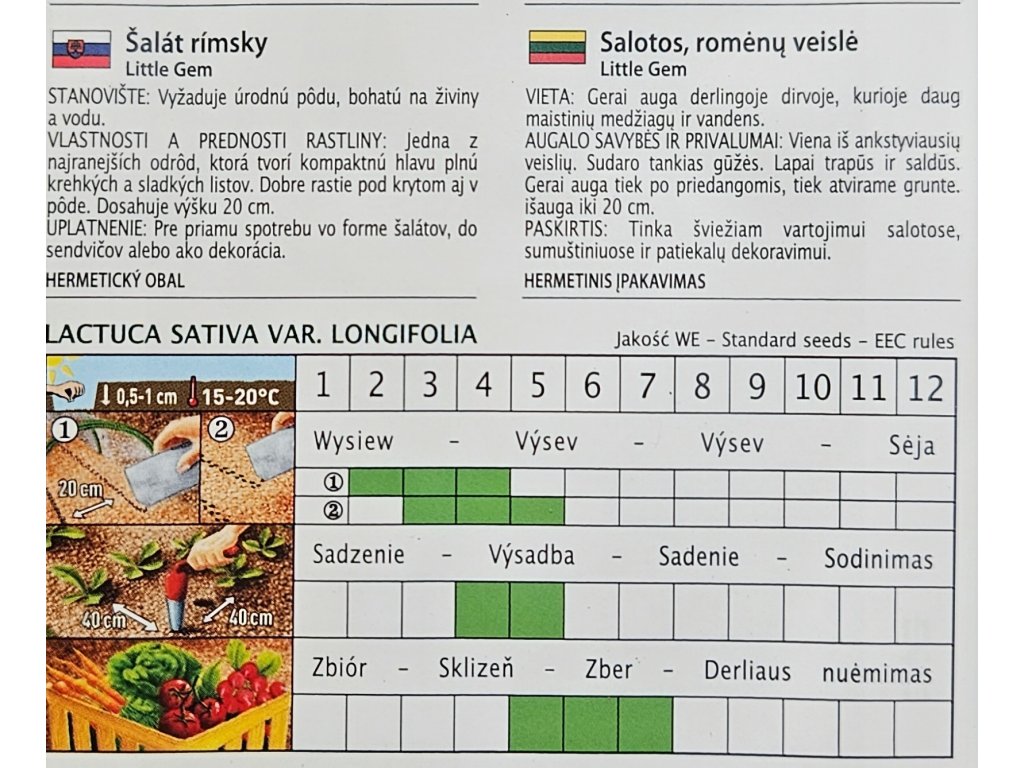 Šalát rímsky
Little Gem
STANOVIŠTE: Vyžaduje úrodnú pôdu, bohatú na živiny
a vodu.
VLASTNOSTI A PREDNOSTI RASTLINY: Jedna z
najranejších odrôd, ktorá tvorí kompaktnú hlavu plnú
krehkých a sladkých listov. Dobre rastie pod krytom aj v
pôde. Dosahuje výšku 20 cm.
UPLATNENIE: Pre priamu spotrebu vo forme šalátov, do
sendvičov alebo ako dekorácia.
HERMETICKÝ OBAL
Salotos, romėnų veislė
Little Gem
VIETA: Gerai auga derlingoje dirvoje, kurioje daug
maistinių medžiagų ir vandens.
AUGALO SAVYBĖS IR PRIVALUMAI: Viena iš ankstyviausių
veislių. Sudaro tankias gūžės. Lapai trapūs ir saldūs.
Gerai auga tiek po priedangomis, tiek atvirame grunte.
išauga iki 20 cm.
PASKIRTIS: Tinka šviežiam vartojimui salotose,
sumuštiniuose ir patiekalų dekoravimui.
HERMETINIS ĮPAKAVIMAS
LACTUCA SATIVA VAR. LONGIFOLIA
Jakość WE – Standard seeds – EEC rules
0,5-1 cm 15-20°C
1 2 3 4 5 6 7 8 9 10 11 12
① ②
20 cm
Wysiew – Výsev – Výsev – Sėja
①
②
Sadzenie – Výsadba – Sadenie – Sodinimas
40cm 40cm
Zbiór – Sklizeň – Zber – Derliaus nuėmimas